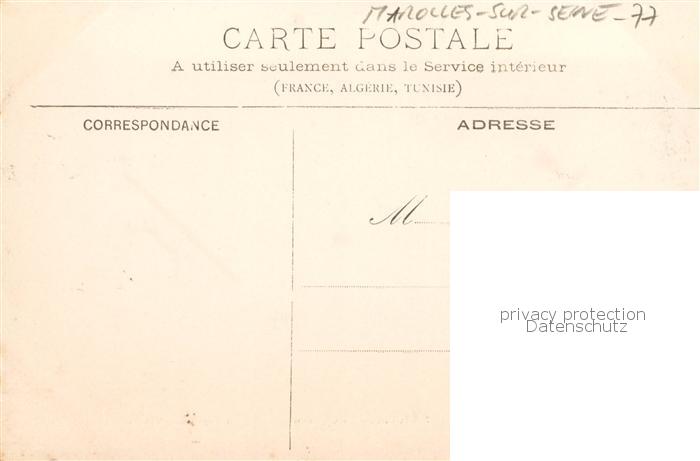 MAROLLES-SUR-SEINE-77
CARTE POSTALE
A utiliser seulement dans le Service intérieur
(FRANCE, ALGÉRIE, TUNISIE)
CORRESPONDANCE
ADRESSE
M
privacy protection
Datenschutz